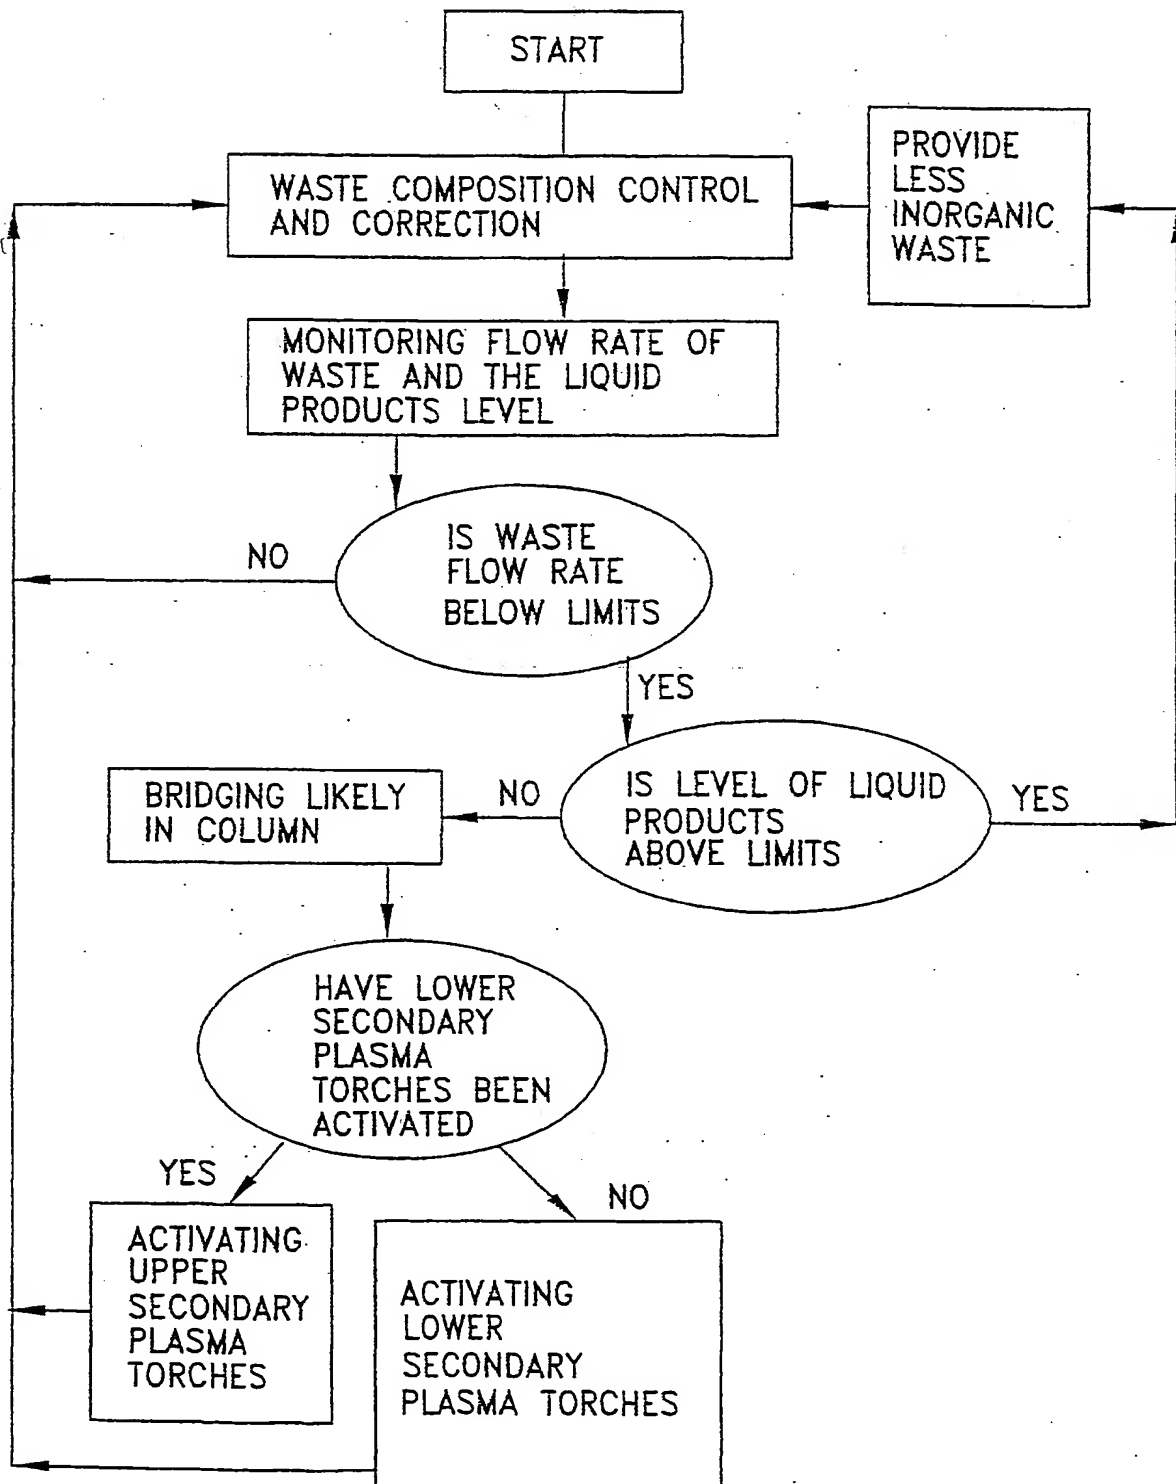 START
WASTE COMPOSITION CONTROL
AND CORRECTION
PROVIDE
LESS
INORGANIC
WASTE
MONITORING FLOW RATE OF
WASTE AND THE LIQUID
PRODUCTS LEVEL
IS WASTE
FLOW RATE
BELOW LIMITS
NO
YES
IS LEVEL OF LIQUID
PRODUCTS
ABOVE LIMITS
NO
YES
BRIDGING LIKELY
IN COLUMN
HAVE LOWER
SECONDARY
PLASMA
TORCHES BEEN
ACTIVATED
YES
NO
ACTIVATING
UPPER
SECONDARY
PLASMA
TORCHES
ACTIVATING
LOWER
SECONDARY
PLASMA TORCHES